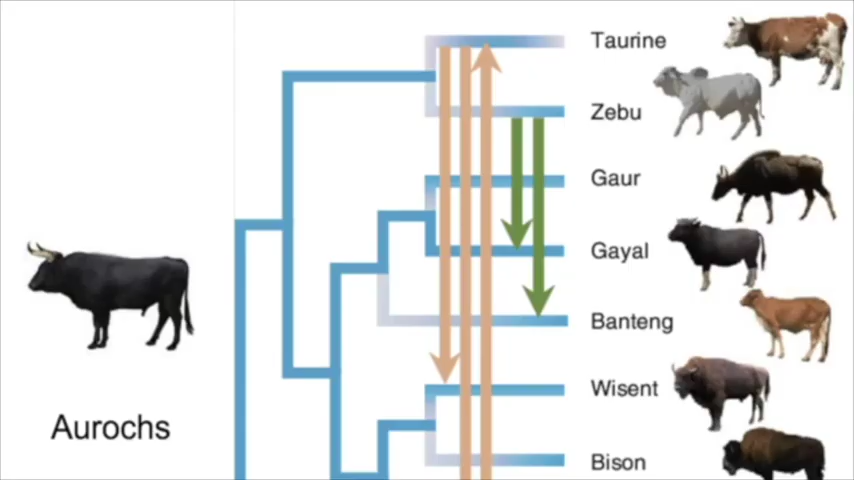 Taurine
Zebu
Gaur
Gayal
Banteng
Wisent
Aurochs
Bison